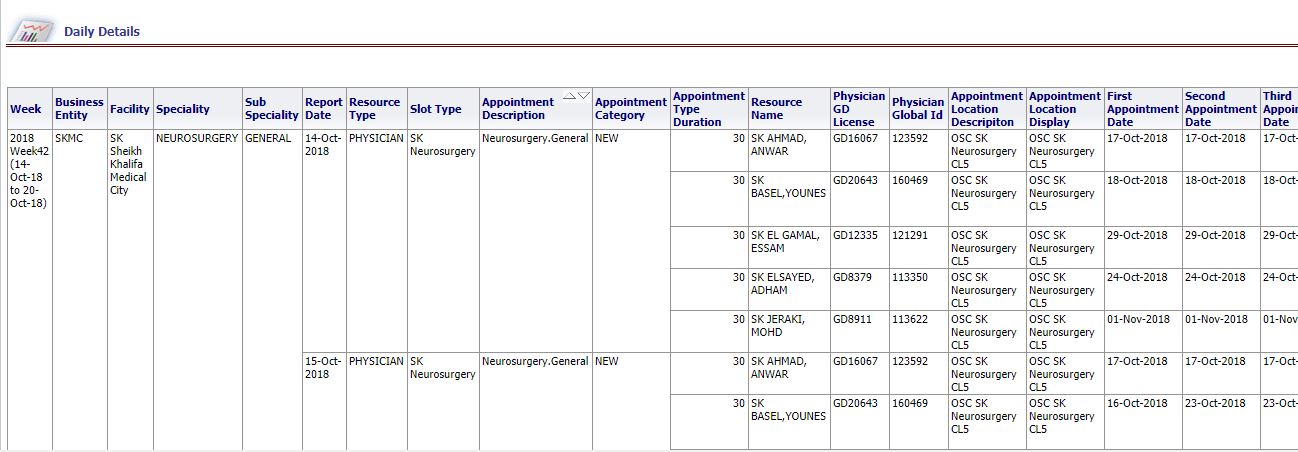 Daily Details
Week Business Entity Facility Speciality Sub Speciality Report Date Resource Type Slot Type Appointment Description Appointment Category Appointment Type Duration Resource Name Physician GD License Physician Global Id Appointment Location Descripiton Appointment Location Display First Appointment Date Second Appointment Date Third Appoin Date
2018 Week42 (14-Oct-18 to 20-Oct-18) SKMC SK Sheikh Khalifa Medical City NEUROSURGERY GENERAL 14-Oct-2018 PHYSICIAN SK Neurosurgery Neurosurgery.General NEW 30 SK AHMAD, ANWAR GD16067 123592 OSC SK Neurosurgery CL5 OSC SK Neurosurgery CL5 17-Oct-2018 17-Oct-2018 17-Oct-
30 SK BASEL,YOUNES GD20643 160469 OSC SK Neurosurgery CL5 OSC SK Neurosurgery CL5 18-Oct-2018 18-Oct-2018 18-Oct-
30 SK EL GAMAL, ESSAM GD12335 121291 OSC SK Neurosurgery CL5 OSC SK Neurosurgery CL5 29-Oct-2018 29-Oct-2018 29-Oct-
30 SK ELSAYED, ADHAM GD8379 113350 OSC SK Neurosurgery CL5 OSC SK Neurosurgery CL5 24-Oct-2018 24-Oct-2018 24-Oct-
30 SK JERAKI, MOHD GD8911 113622 OSC SK Neurosurgery CL5 OSC SK Neurosurgery CL5 01-Nov-2018 01-Nov-2018 01-Nov-
15-Oct-2018 PHYSICIAN SK Neurosurgery Neurosurgery.General NEW 30 SK AHMAD, ANWAR GD16067 123592 OSC SK Neurosurgery CL5 OSC SK Neurosurgery CL5 17-Oct-2018 17-Oct-2018 17-Oct-
30 SK BASEL,YOUNES GD20643 160469 OSC SK Neurosurgery CL5 OSC SK Neurosurgery CL5 16-Oct-2018 23-Oct-2018 23-Oct-